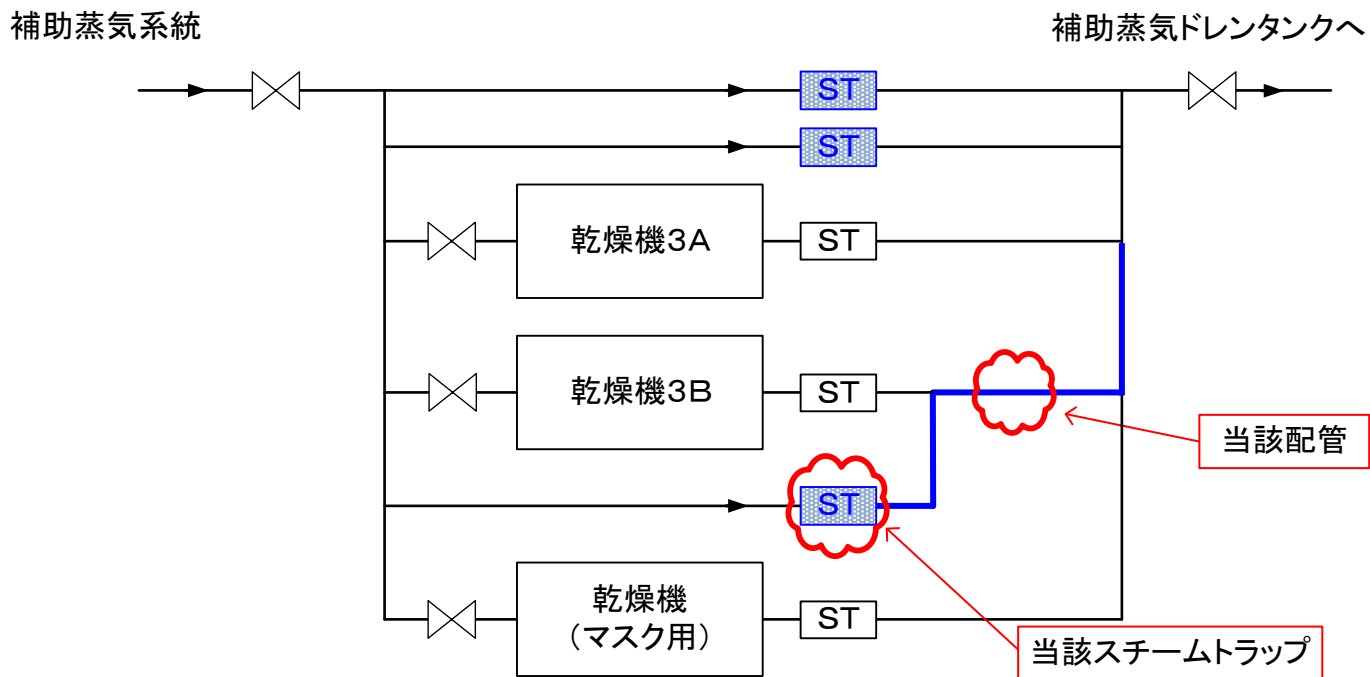 補助蒸気系統
補助蒸気ドレンタンクへ
ST
ST
乾燥機3A
ST
乾燥機3B
ST
当該配管
ST
乾燥機
(マスク用)
ST
当該スチームトラップ